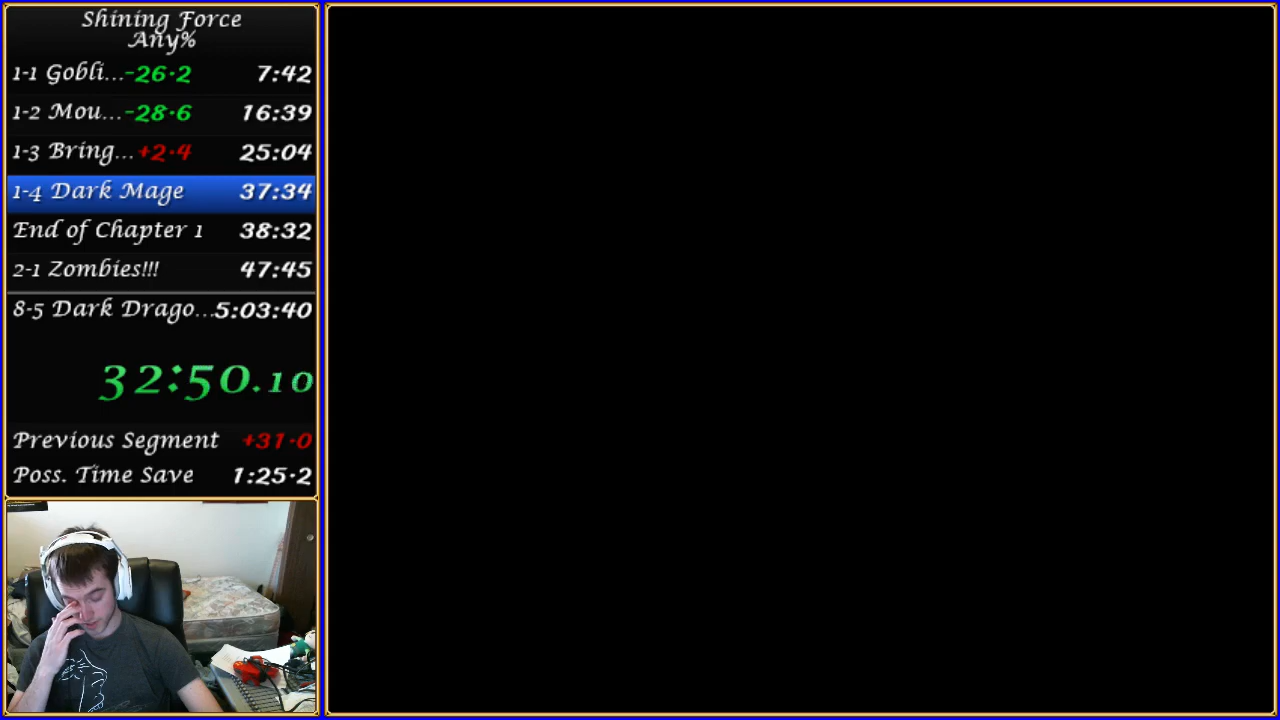 Shining Force
Any%
1-1 Gobli... -26.2 7:42
1-2 Mou... -28.6 16:39
1-3 Bring... +2.4 25:04
1-4 Dark Mage 37:34
End of Chapter 1 38:32
2-1 Zombies!!! 47:45
8-5 Dark Drago... 5:03:40
32:50.10
Previous Segment +31.0
Poss. Time Save 1:25.2